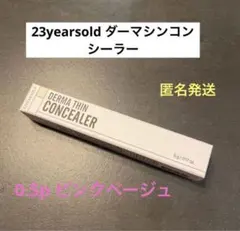 23yearsold ダーマシンコン
シーラー
匿名発送
DERMA THIN
CONCEALER
0.5p ピンクベージュ